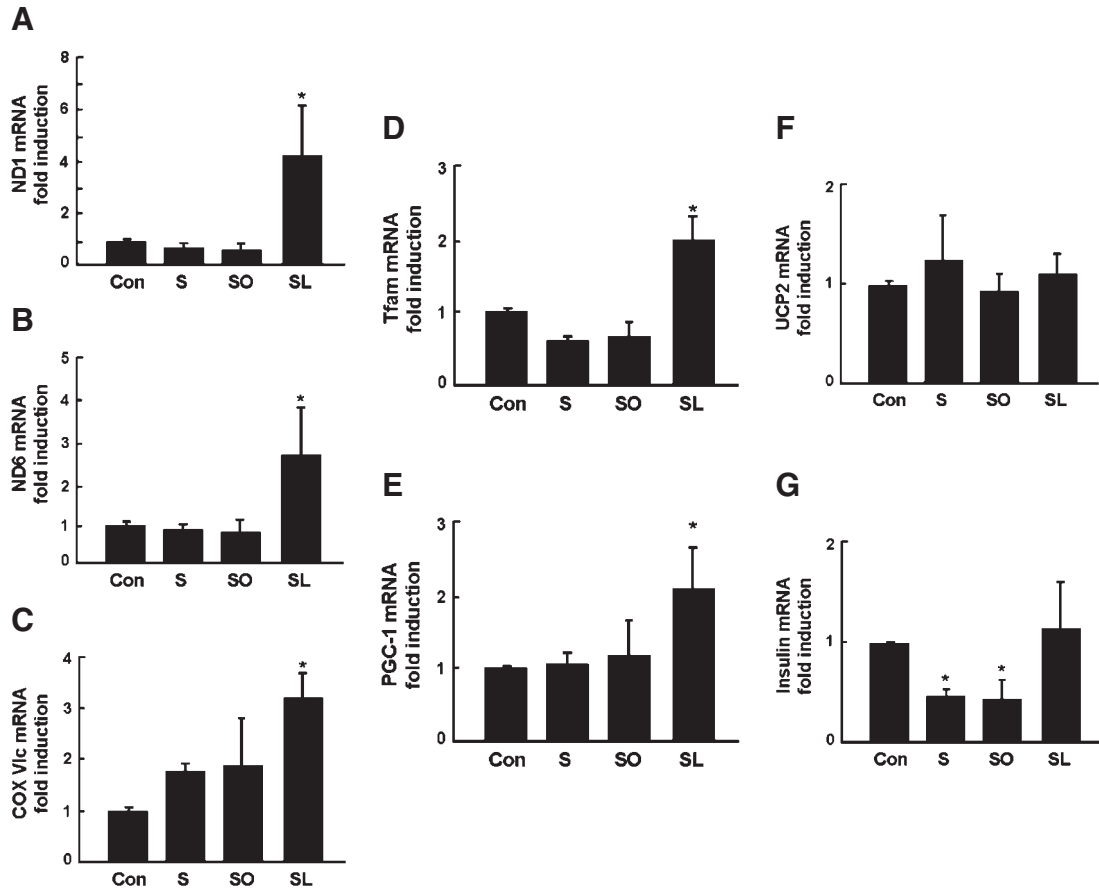 A
ND1 mRNA
fold induction
8
6
4
2
0
Con S SO SL
*
B
ND6 mRNA
fold induction
5
4
3
2
1
0
Con S SO SL
*
C
COX VIc mRNA
fold induction
4
3
2
1
0
Con S SO SL
*
D
Tfam mRNA
fold induction
3
2
1
0
Con S SO SL
*
E
PGC-1 mRNA
fold induction
3
2
1
0
Con S SO SL
*
F
UCP2 mRNA
fold induction
2
1
0
Con S SO SL
G
Insulin mRNA
fold induction
2
1
0
Con S SO SL
* *